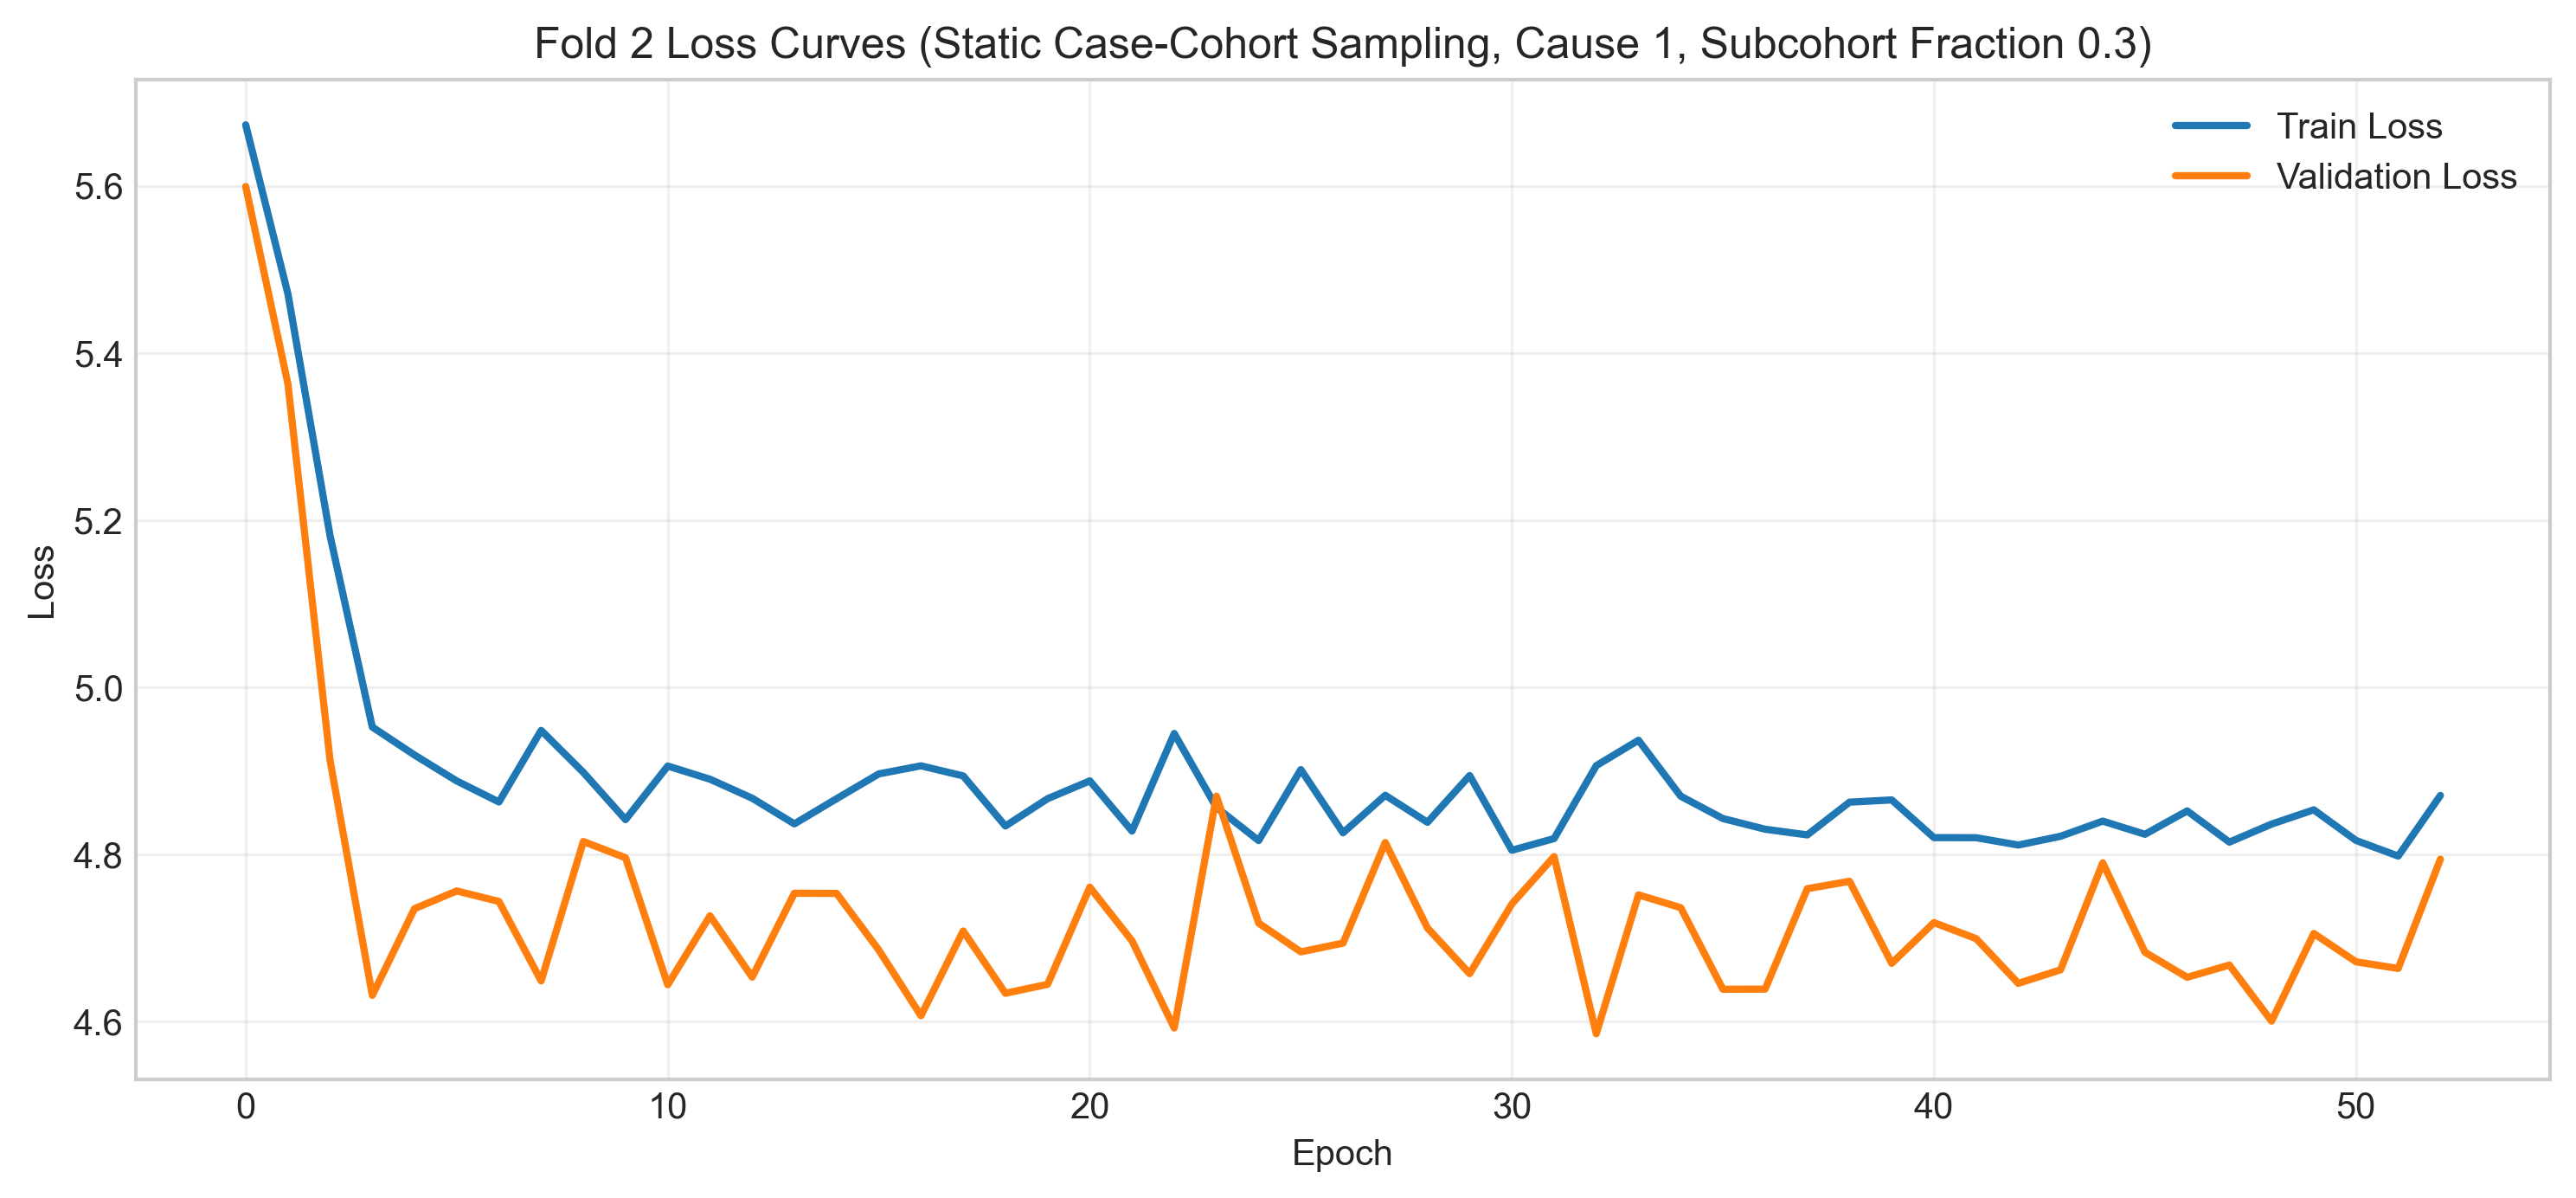 Fold 2 Loss Curves (Static Case-Cohort Sampling, Cause 1, Subcohort Fraction 0.3)
Train Loss
Validation Loss
5.6
5.4
5.2
5.0
4.8
4.6
Loss
0 10 20 30 40 50
Epoch